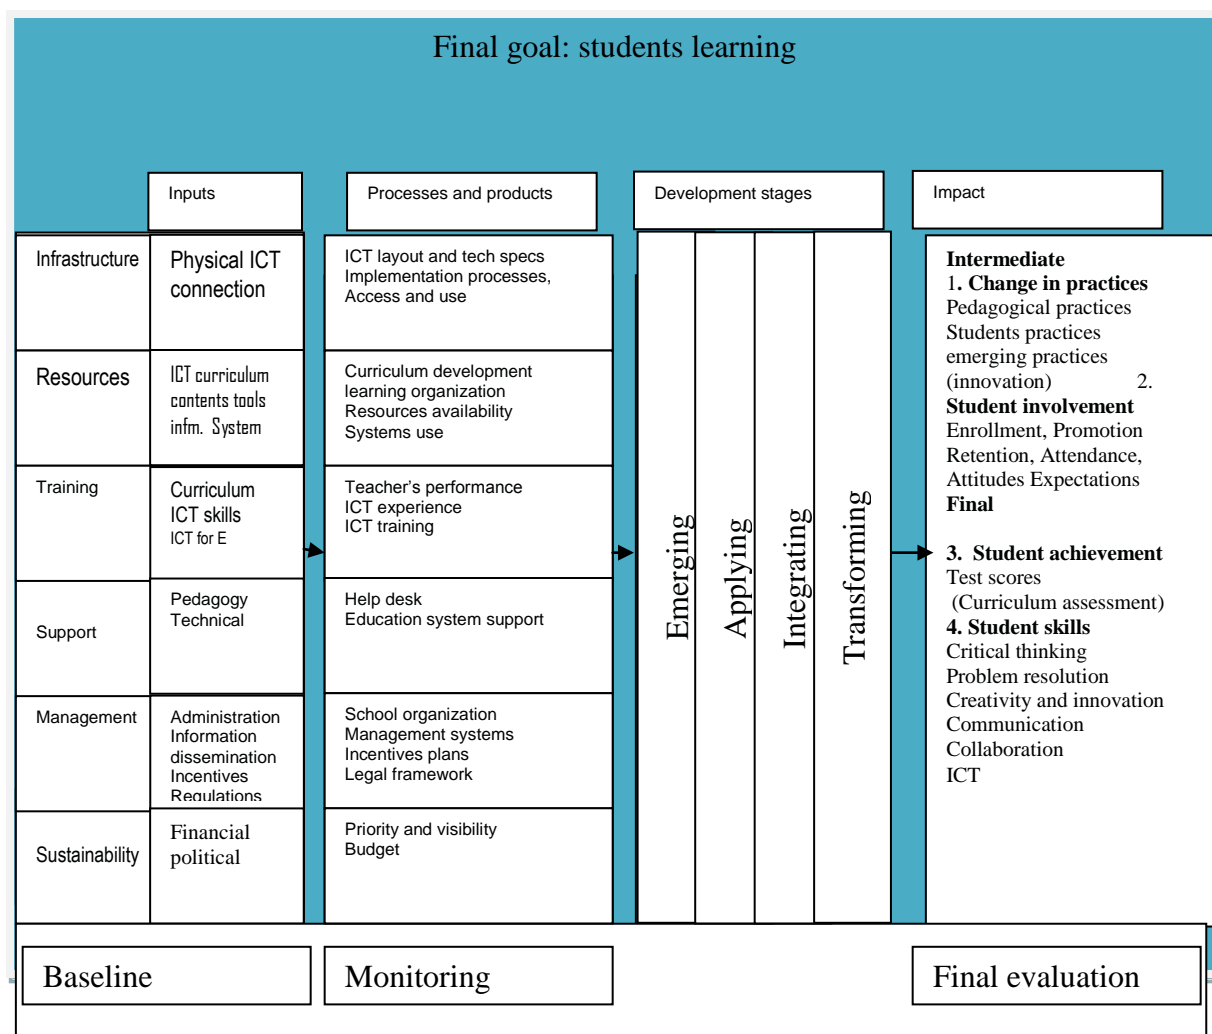 Final goal: students learning
Inputs
Processes and products
Development stages
Impact
Infrastructure
Physical ICT
connection
ICT layout and tech specs
Implementation processes,
Access and use
Resources
ICT curriculum
contents tools
infm. System
Curriculum development
learning organization
Resources availability
Systems use
Training
Curriculum
ICT skills
ICT for E
Teacher's performance
ICT experience
ICT training
Support
Pedagogy
Technical
Help desk
Education system support
Management
Administration
Information
dissemination
Incentives
Regulations
School organization
Management systems
Incentives plans
Legal framework
Sustainability
Financial
political
Priority and visibility
Budget
Emerging
Applying
Integrating
Transforming
Intermediate
1. Change in practices
Pedagogical practices
Students practices
emerging practices
(innovation) 2.
Student involvement
Enrollment, Promotion
Retention, Attendance,
Attitudes Expectations
Final
3. Student achievement
Test scores
(Curriculum assessment)
4. Student skills
Critical thinking
Problem resolution
Creativity and innovation
Communication
Collaboration
ICT
Baseline
Monitoring
Final evaluation